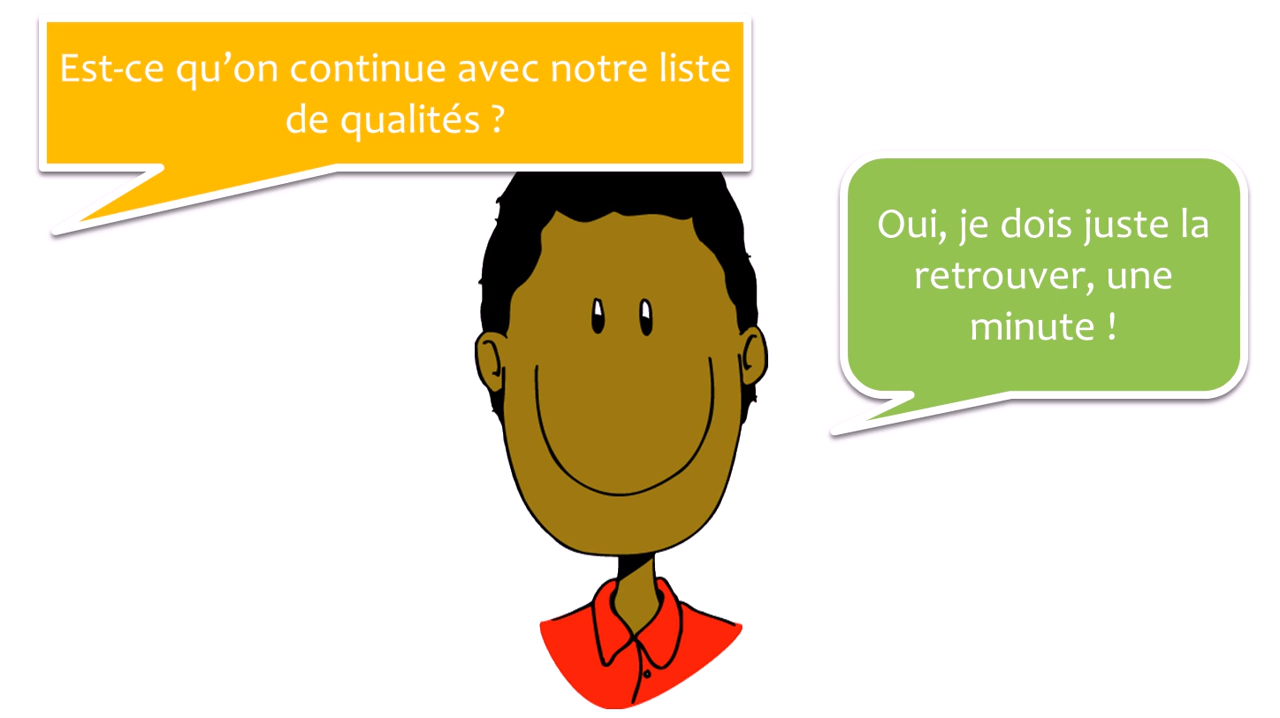 Est-ce qu’on continue avec notre liste
de qualités ?
Oui, je dois juste la
retrouver, une
minute !